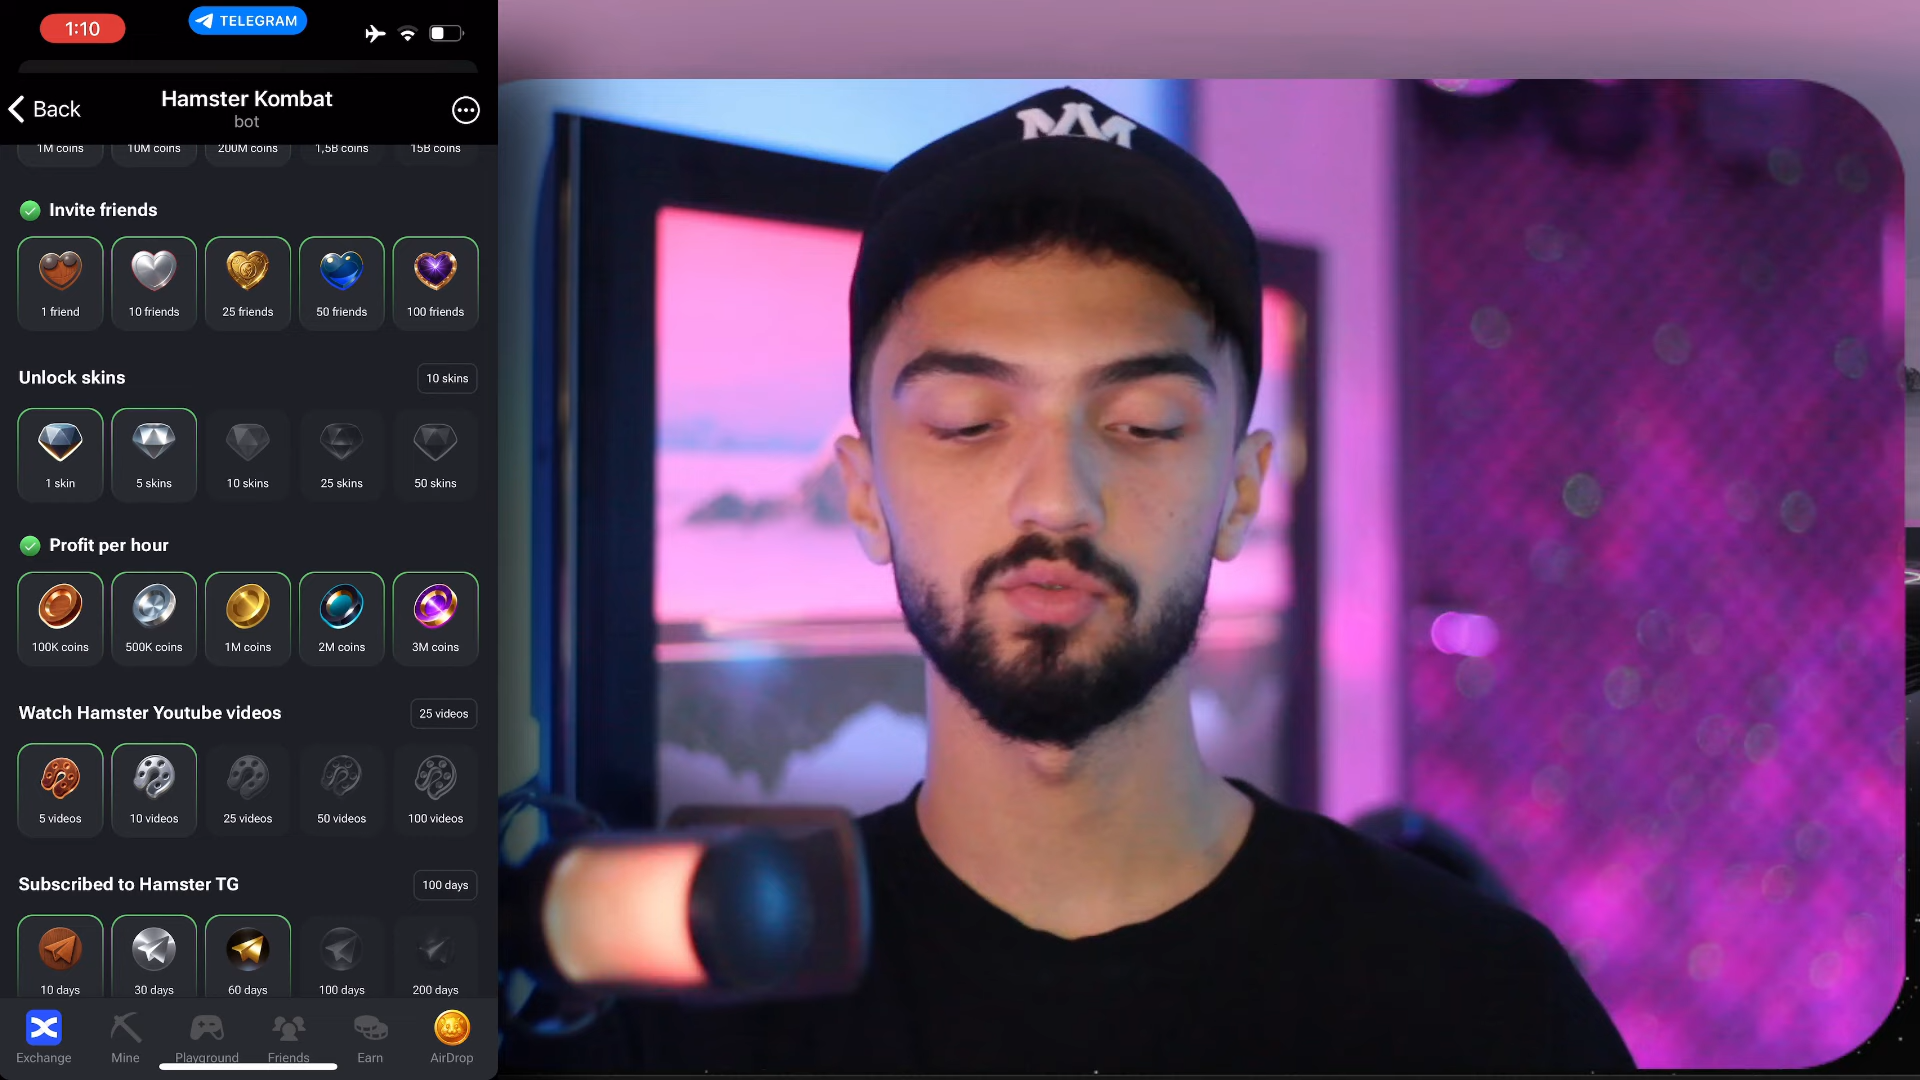 1:10
TELEGRAM
Back
Hamster Kombat
bot
1M coins 10M coins 200M coins 1,5B coins 15B coins
Invite friends
1 friend 10 friends 25 friends 50 friends 100 friends
Unlock skins 10 skins
1 skin 5 skins 10 skins 25 skins 50 skins
Profit per hour
100K coins 500K coins 1M coins 2M coins 3M coins
Watch Hamster Youtube videos 25 videos
5 videos 10 videos 25 videos 50 videos 100 videos
Subscribed to Hamster TG 100 days
10 days 30 days 60 days 100 days 200 days
Exchange Mine Playground Friends Earn AirDrop